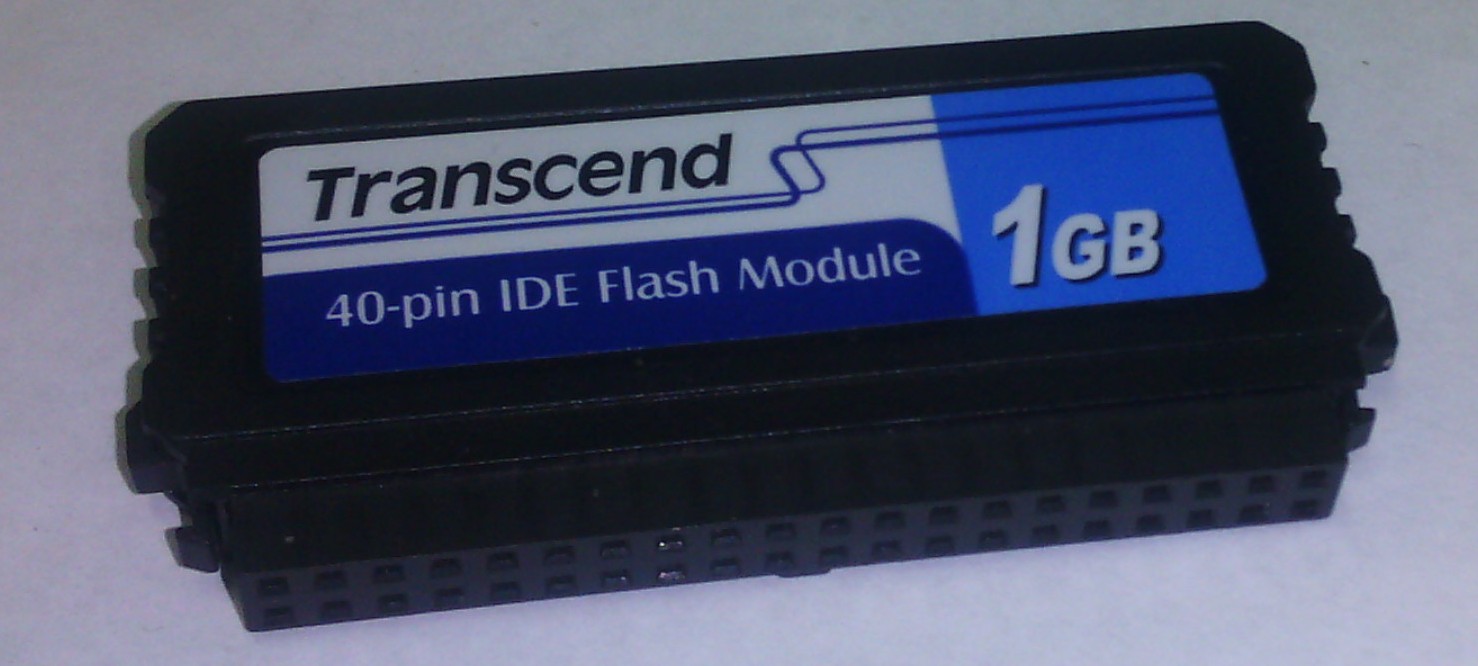 Transcend
40-pin IDE Flash Module
1GB